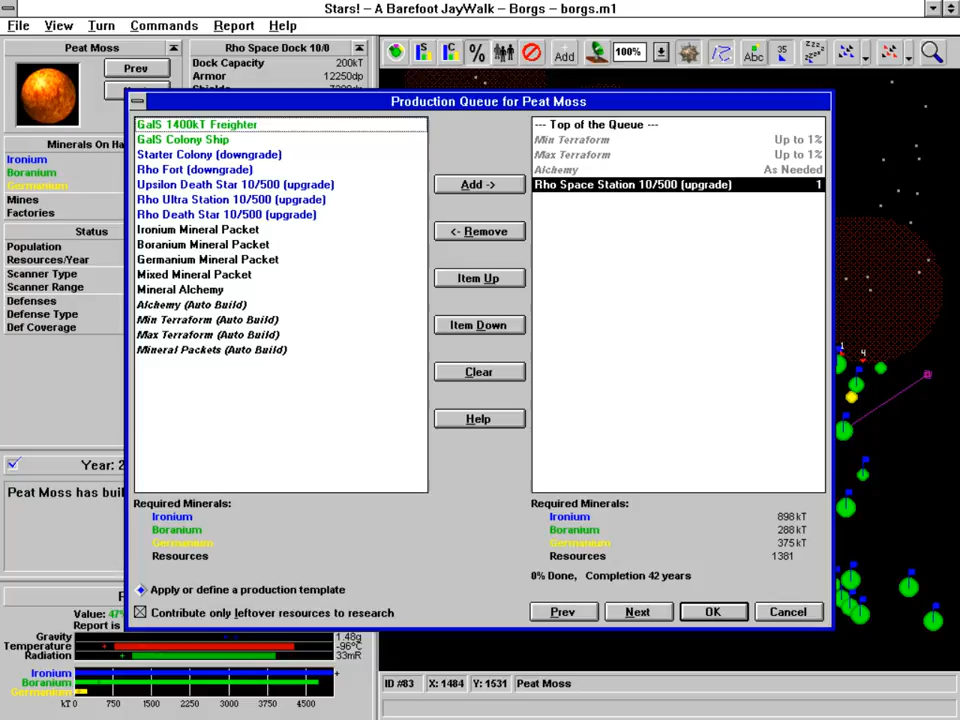 Stars! – A Barefoot JayWalk – Borgs – borgs.m1
File View Turn Commands Report Help
Peat Moss
Prev
Rho Space Dock 10/0
Dock Capacity 200kT
Armor 12250dp
100%
Add
Abc
35
Minerals On Ha
Ironium
Boranium
Germanium
Mines
Factories
Status
Population
Resources/Year
Scanner Type
Scanner Range
Defenses
Defense Type
Def Coverage
Year: 2
Peat Moss has buil
Production Queue for Peat Moss
GalS 1400kT Freighter
GalS Colony Ship
Starter Colony (downgrade)
Rho Fort (downgrade)
Upsilon Death Star 10/500 (upgrade)
Rho Ultra Station 10/500 (upgrade)
Rho Death Star 10/500 (upgrade)
Ironium Mineral Packet
Boranium Mineral Packet
Germanium Mineral Packet
Mixed Mineral Packet
Mineral Alchemy
Alchemy (Auto Build)
Min Terraform (Auto Build)
Max Terraform (Auto Build)
Mineral Packets (Auto Build)
Add ->
<- Remove
Item Up
Item Down
Clear
Help
--- Top of the Queue ---
Min Terraform Up to 1%
Max Terraform Up to 1%
Alchemy As Needed
Rho Space Station 10/500 (upgrade) 1
Required Minerals:
Ironium
Boranium
Germanium
Resources
Required Minerals:
Ironium 898kT
Boranium 288kT
Germanium 375kT
Resources 1381
0% Done, Completion 42 years
Apply or define a production template
Contribute only leftover resources to research
Prev
Next
OK
Cancel
1
4
Value: 47%
Report is
Gravity 1.48g
Temperature -96°C
Radiation 33mR
Ironium
Boranium
Germanium
kT 0 750 1500 2250 3000 3750 4500
ID #83 X: 1484 Y: 1531 Peat Moss